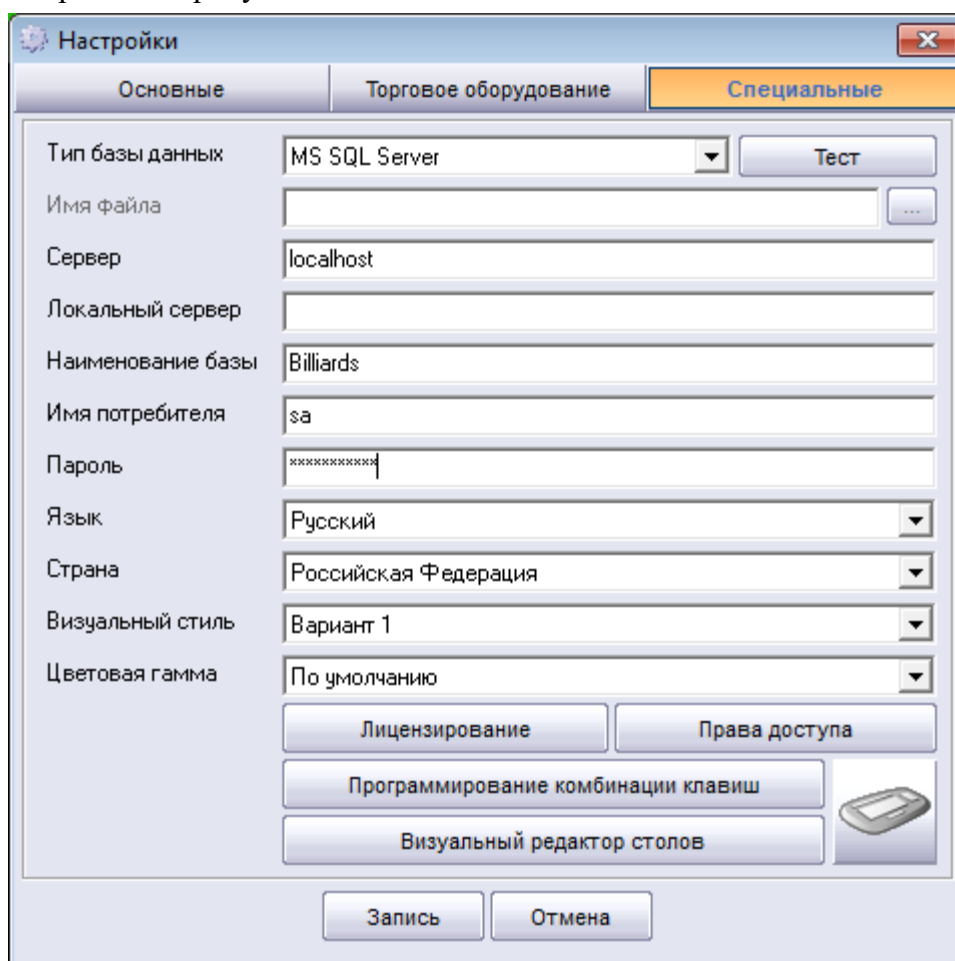 Настройки
Основные Торговое оборудование Специальные
Тип базы данных MS SQL Server Тест
Имя файла ...
Сервер localhost
Локальный сервер
Наименование базы Billiards
Имя потребителя sa
Пароль ***********
Язык Русский
Страна Российская Федерация
Визуальный стиль Вариант 1
Цветовая гамма По умолчанию
Лицензирование Права доступа
Программирование комбинации клавиш
Визуальный редактор столов
Запись Отмена